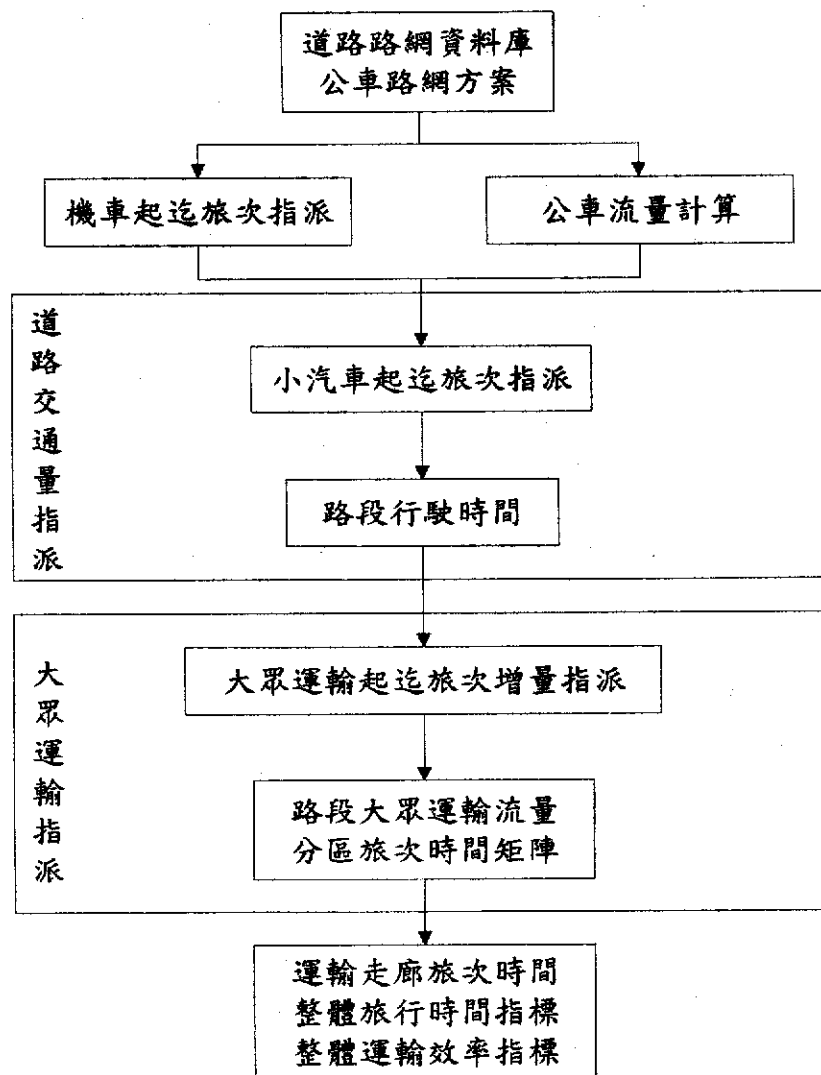 道路路網資料庫
公車路網方案
機車起迄旅次指派
公車流量計算
道路交通量指派
小汽車起迄旅次指派
路段行駛時間
大眾運輸指派
大眾運輸起迄旅次增量指派
路段大眾運輸流量
分區旅次時間矩陣
運輸走廊旅次時間
整體旅行時間指標
整體運輸效率指標